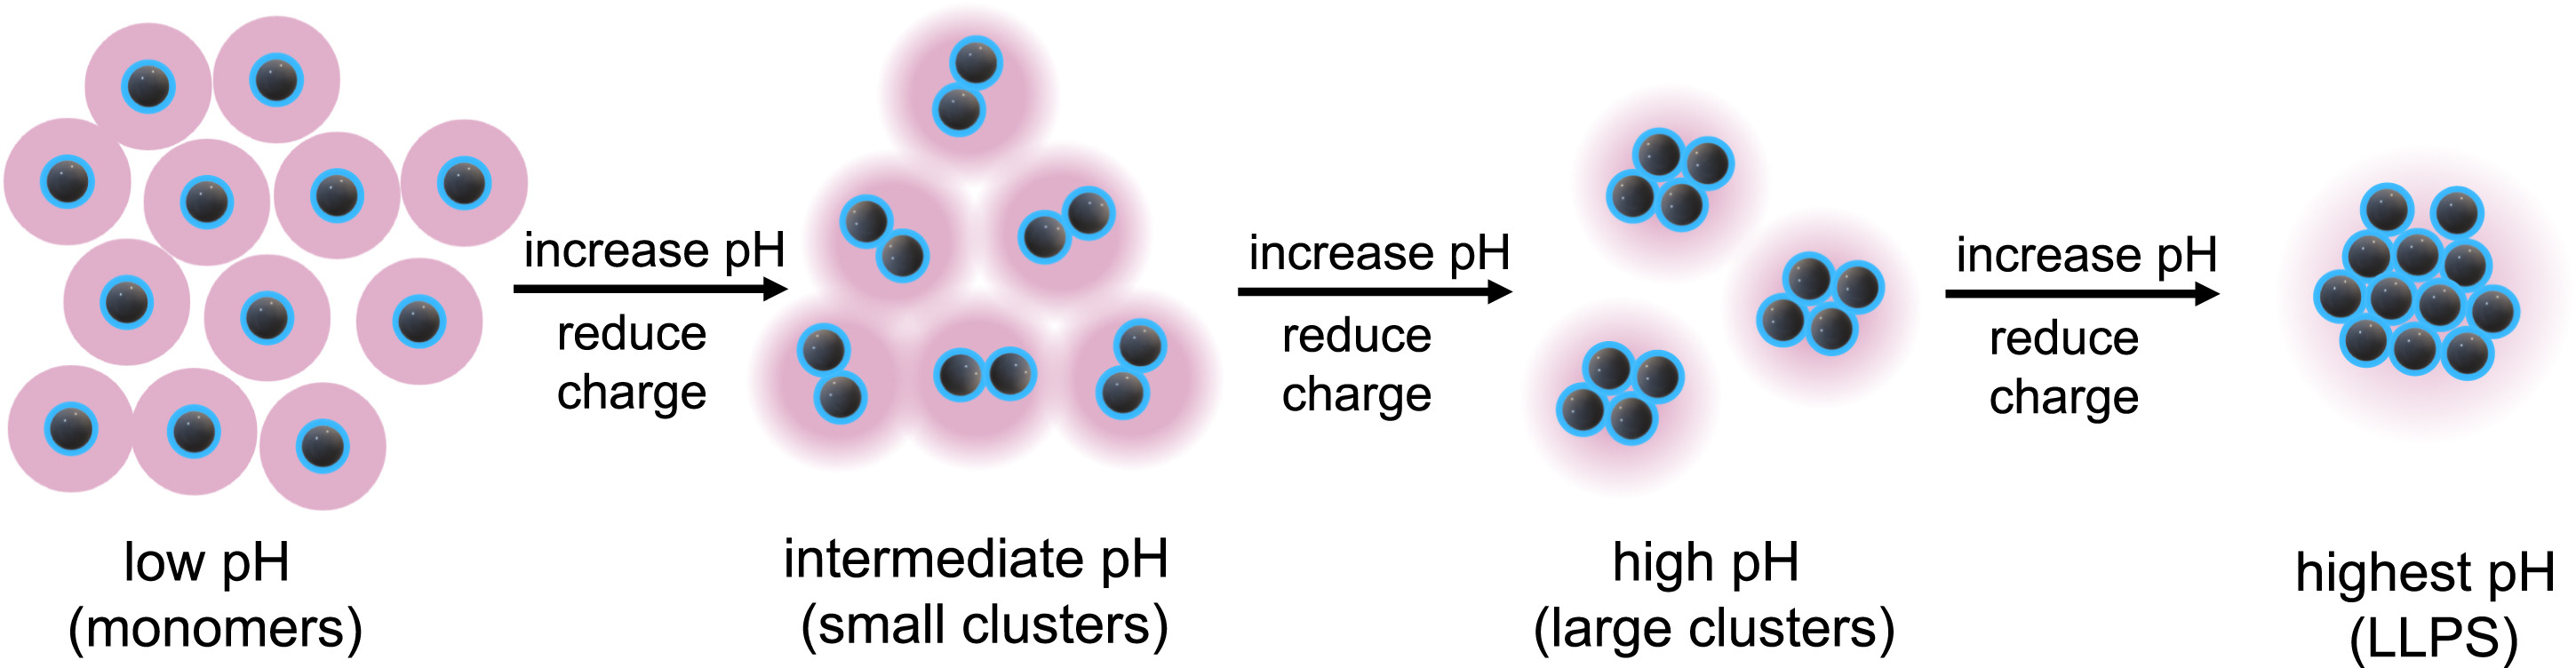 increase pH
reduce
charge
increase pH
reduce
charge
increase pH
reduce
charge
low pH
(monomers)
intermediate pH
(small clusters)
high pH
(large clusters)
highest pH
(LLPS)